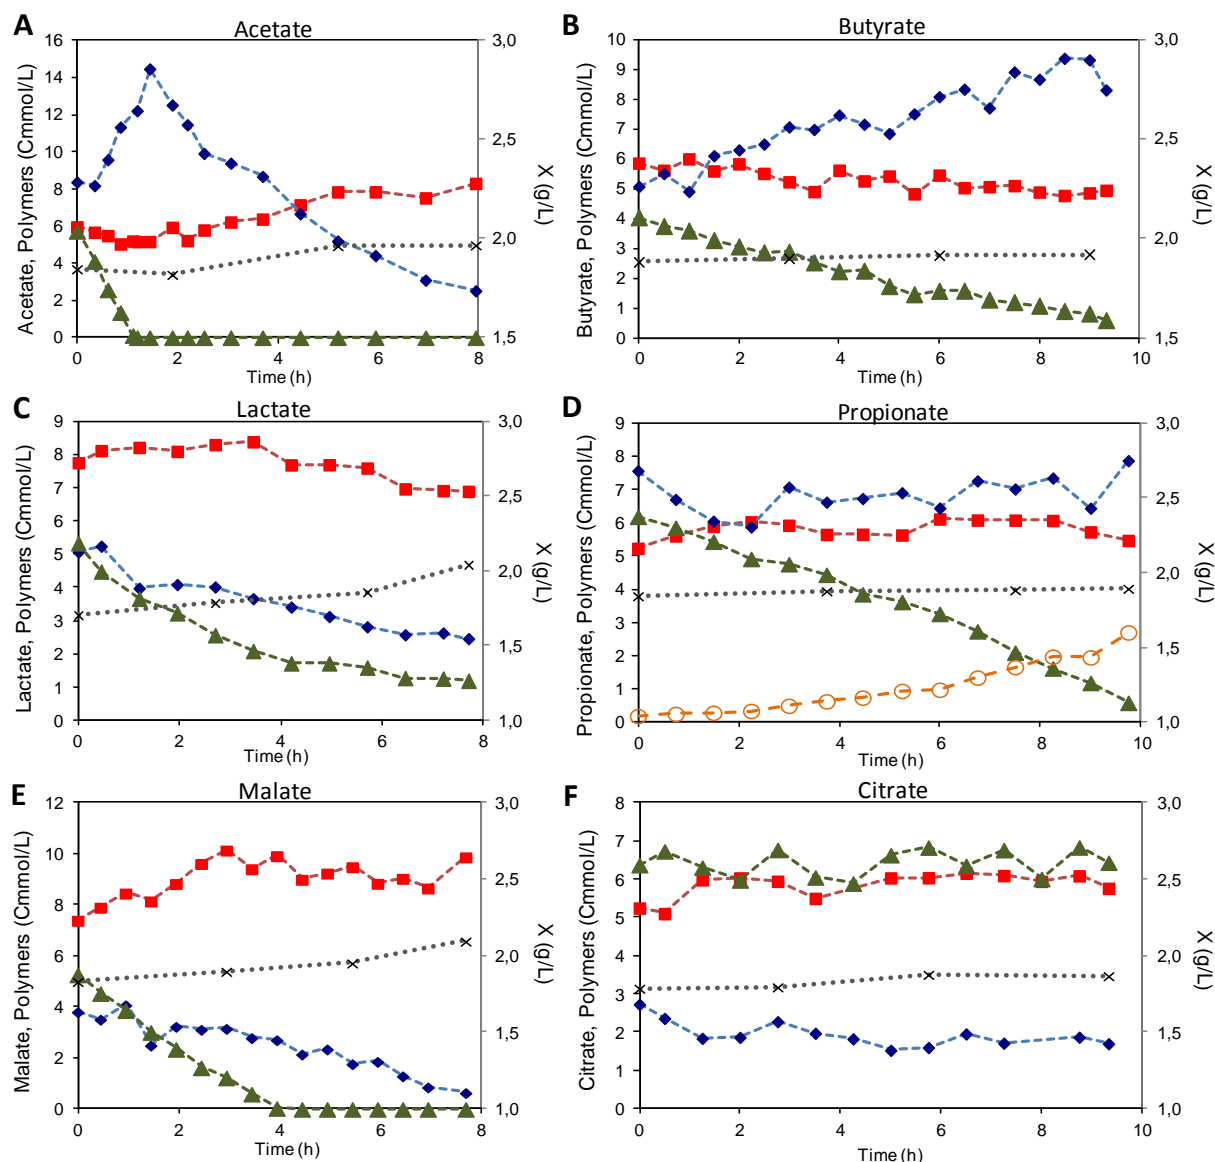 A
Acetate
Acetate, Polymers (Cmmol/L)
16
14
12
10
8
6
4
2
0
3,0
2,5
2,0
1,5
X (g/L)
0 2 4 6 8
Time (h)
B
Butyrate
Butyrate, Polymers (Cmmol/L)
10
9
8
7
6
5
4
3
2
1
0
3,0
2,5
2,0
1,5
X (g/L)
0 2 4 6 8 10
Time (h)
C
Lactate
Lactate, Polymers (Cmmol/L)
9
8
7
6
5
4
3
2
1
0
3,0
2,5
2,0
1,5
1,0
X (g/L)
0 2 4 6 8
Time (h)
D
Propionate
Propionate, Polymers (Cmmol/L)
9
8
7
6
5
4
3
2
1
0
3,0
2,5
2,0
1,5
1,0
X (g/L)
0 2 4 6 8 10
Time (h)
E
Malate
Malate, Polymers (Cmmol/L)
12
10
8
6
4
2
0
3,0
2,5
2,0
1,5
1,0
X (g/L)
0 2 4 6 8
Time (h)
F
Citrate
Citrate, Polymers (Cmmol/L)
8
7
6
5
4
3
2
1
0
3,0
2,5
2,0
1,5
1,0
X (g/L)
0 2 4 6 8 10
Time (h)